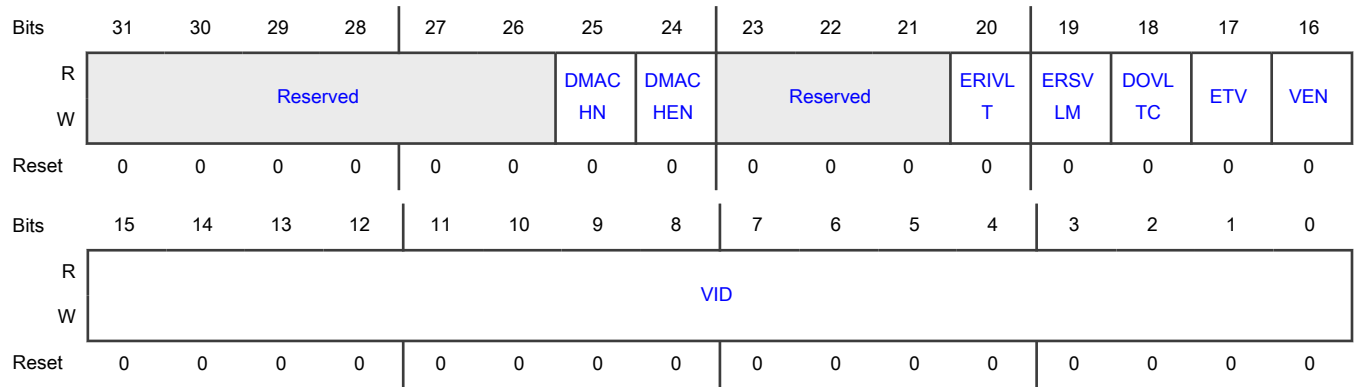 Bits 31 30 29 28 27 26 25 24 23 22 21 20 19 18 17 16
R
W
Reserved DMAC HN DMAC HEN Reserved ERIVL T ERSV LM DOVL TC ETV VEN
Reset 0 0 0 0 0 0 0 0 0 0 0 0 0 0 0 0
Bits 15 14 13 12 11 10 9 8 7 6 5 4 3 2 1 0
R
W
VID
Reset 0 0 0 0 0 0 0 0 0 0 0 0 0 0 0 0